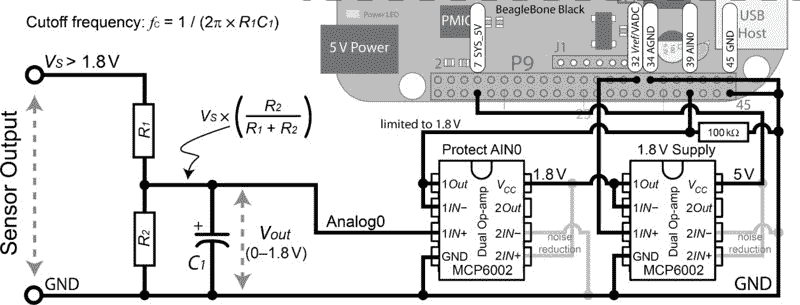 Cutoff frequency: fc = 1 / (2π × R1C1)
Power LED
BeagleBone Black
PMIC
USB
Host
5 V Power
7 SYS_5V
32 Vref/VADC
34 AGND
39 AIN0
45 GND
J1
P9
2
45
VS > 1.8 V
VS × ( R2 / R1 + R2 )
limited to 1.8 V
100 kΩ
R1
Protect AIN0
1.8 V
1.8 V Supply
5 V
Sensor Output
R2
C1
+
Vout
(0–1.8 V)
Analog0
1Out
1IN−
1IN+
GND
Dual Op-amp
VCC
2Out
2IN−
2IN+
MCP6002
noise
reduction
1Out
1IN−
1IN+
GND
Dual Op-amp
VCC
2Out
2IN−
2IN+
MCP6002
noise
reduction
GND
GND